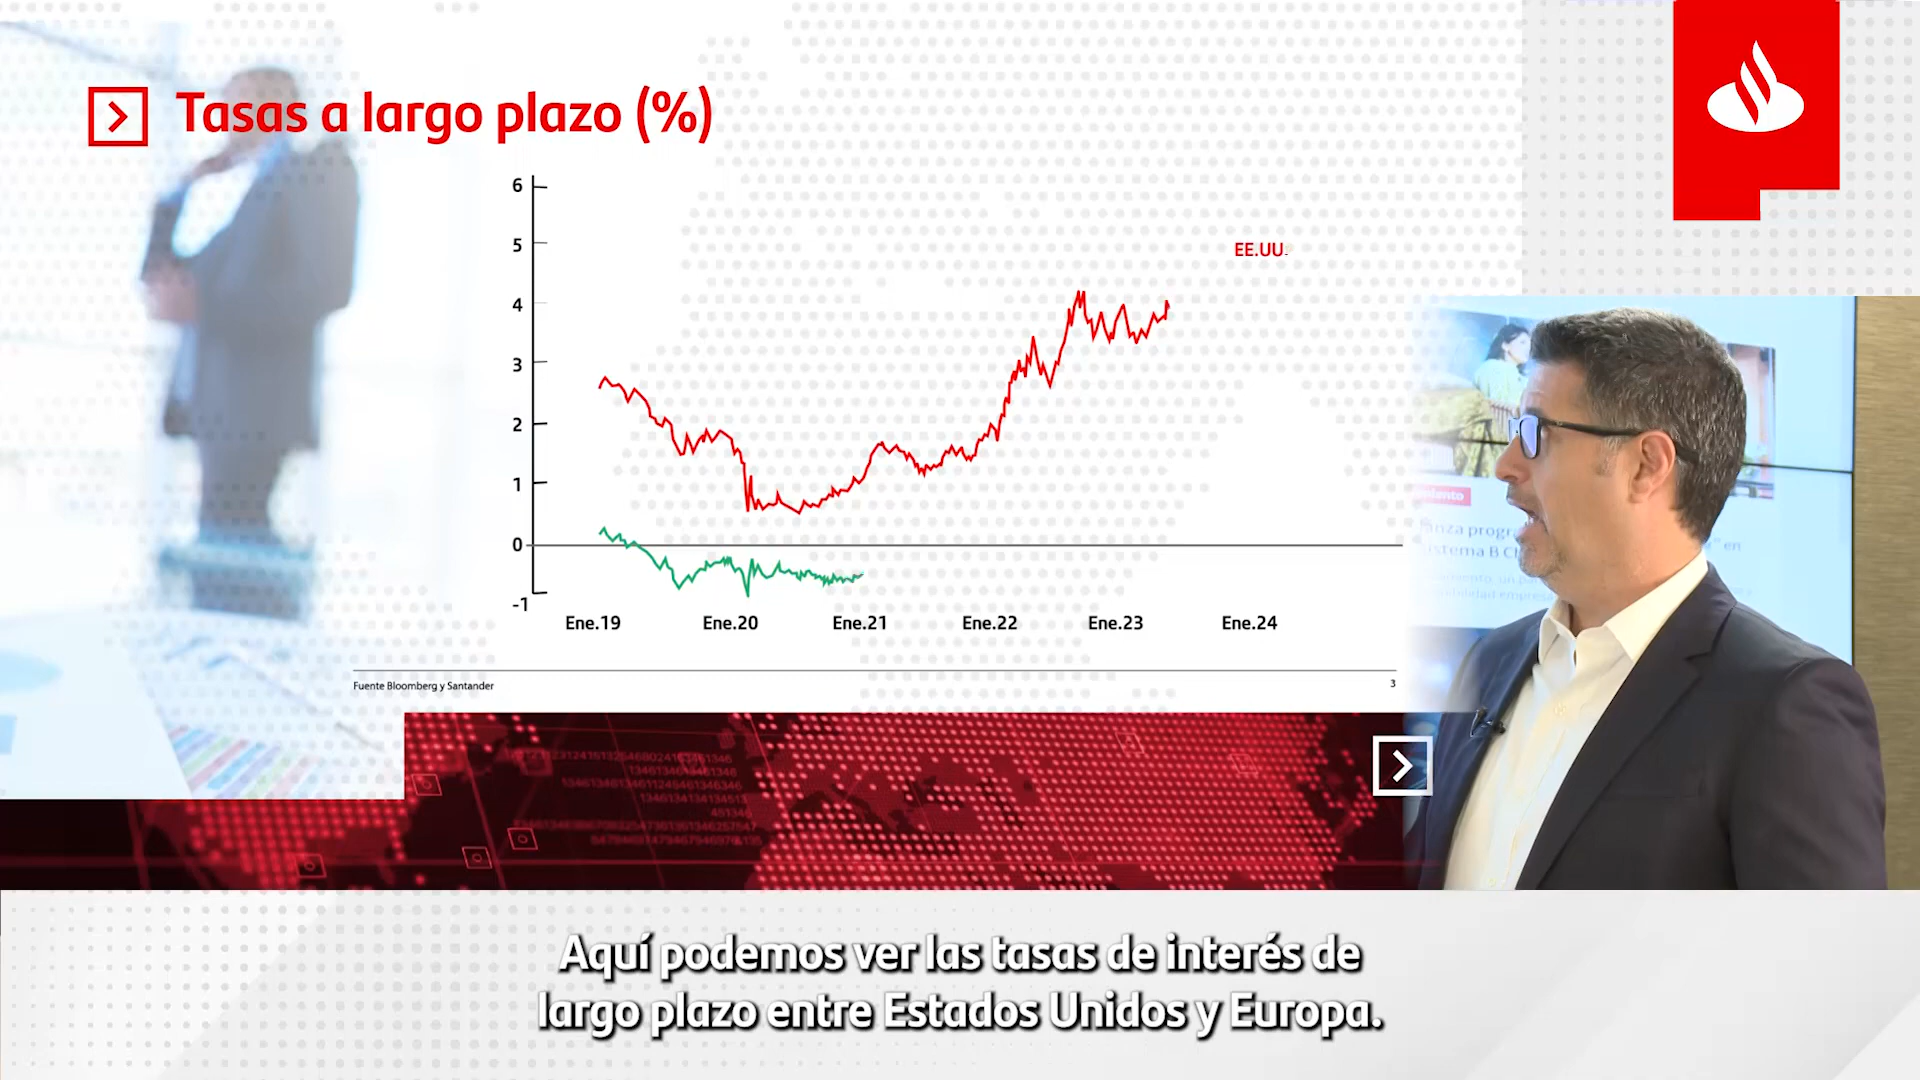 Tasas a largo plazo (%)
6
5
4
3
2
1
0
-1
EE.UU.
Ene.19 Ene.20 Ene.21 Ene.22 Ene.23 Ene.24
Fuente Bloomberg y Santander
3
Aquí podemos ver las tasas de interés de
largo plazo entre Estados Unidos y Europa.